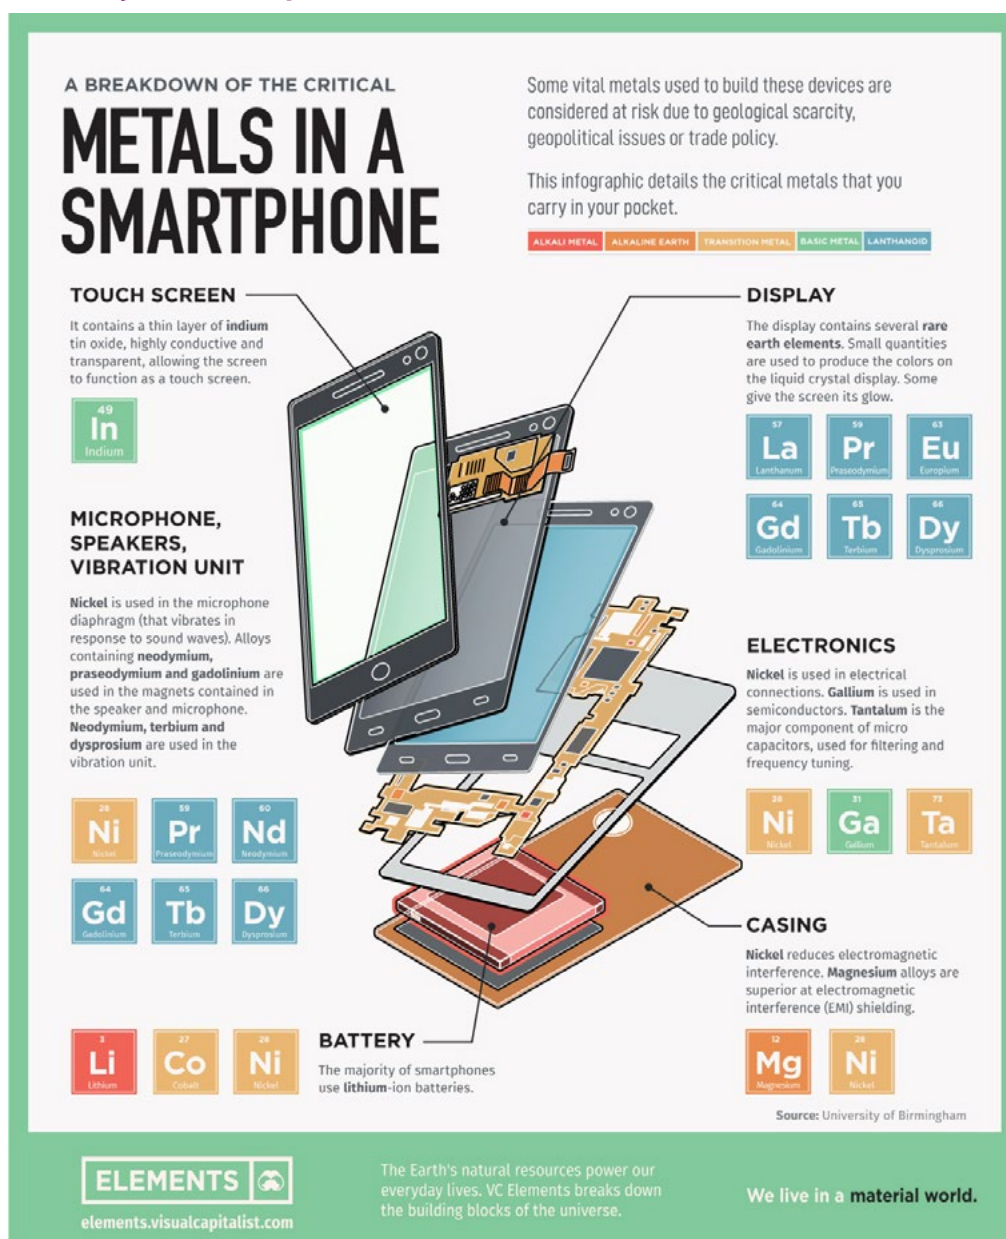 A BREAKDOWN OF THE CRITICAL
METALS IN A
SMARTPHONE
Some vital metals used to build these devices are
considered at risk due to geological scarcity,
geopolitical issues or trade policy.
This infographic details the critical metals that you
carry in your pocket.
ALKALI METAL
ALKALINE EARTH
TRANSITION METAL
BASIC METAL
LANTHANOID
TOUCH SCREEN
It contains a thin layer of indium
tin oxide, highly conductive and
transparent, allowing the screen
to function as a touch screen.
49
In
Indium
DISPLAY
The display contains several rare
earth elements. Small quantities
are used to produce the colors on
the liquid crystal display. Some
give the screen its glow.
57
La
Lanthanum
59
Pr
Praseodymium
63
Eu
Europium
64
Gd
Gadolinium
65
Tb
Terbium
66
Dy
Dysprosium
MICROPHONE,
SPEAKERS,
VIBRATION UNIT
Nickel is used in the microphone
diaphragm (that vibrates in
response to sound waves). Alloys
containing neodymium,
praseodymium and gadolinium are
used in the magnets contained in
the speaker and microphone.
Neodymium, terbium and
dysprosium are used in the
vibration unit.
28
Ni
Nickel
59
Pr
Praseodymium
60
Nd
Neodymium
64
Gd
Gadolinium
65
Tb
Terbium
66
Dy
Dysprosium
ELECTRONICS
Nickel is used in electrical
connections. Gallium is used in
semiconductors. Tantalum is the
major component of micro
capacitors, used for filtering and
frequency tuning.
28
Ni
Nickel
31
Ga
Gallium
73
Ta
Tantalum
CASING
Nickel reduces electromagnetic
interference. Magnesium alloys are
superior at electromagnetic
interference (EMI) shielding.
12
Mg
Magnesium
28
Ni
Nickel
3
Li
Lithium
27
Co
Cobalt
28
Ni
Nickel
BATTERY
The majority of smartphones
use lithium-ion batteries.
Source: University of Birmingham
ELEMENTS
elements.visualcapitalist.com
The Earth's natural resources power our
everyday lives. VC Elements breaks down
the building blocks of the universe.
We live in a material world.